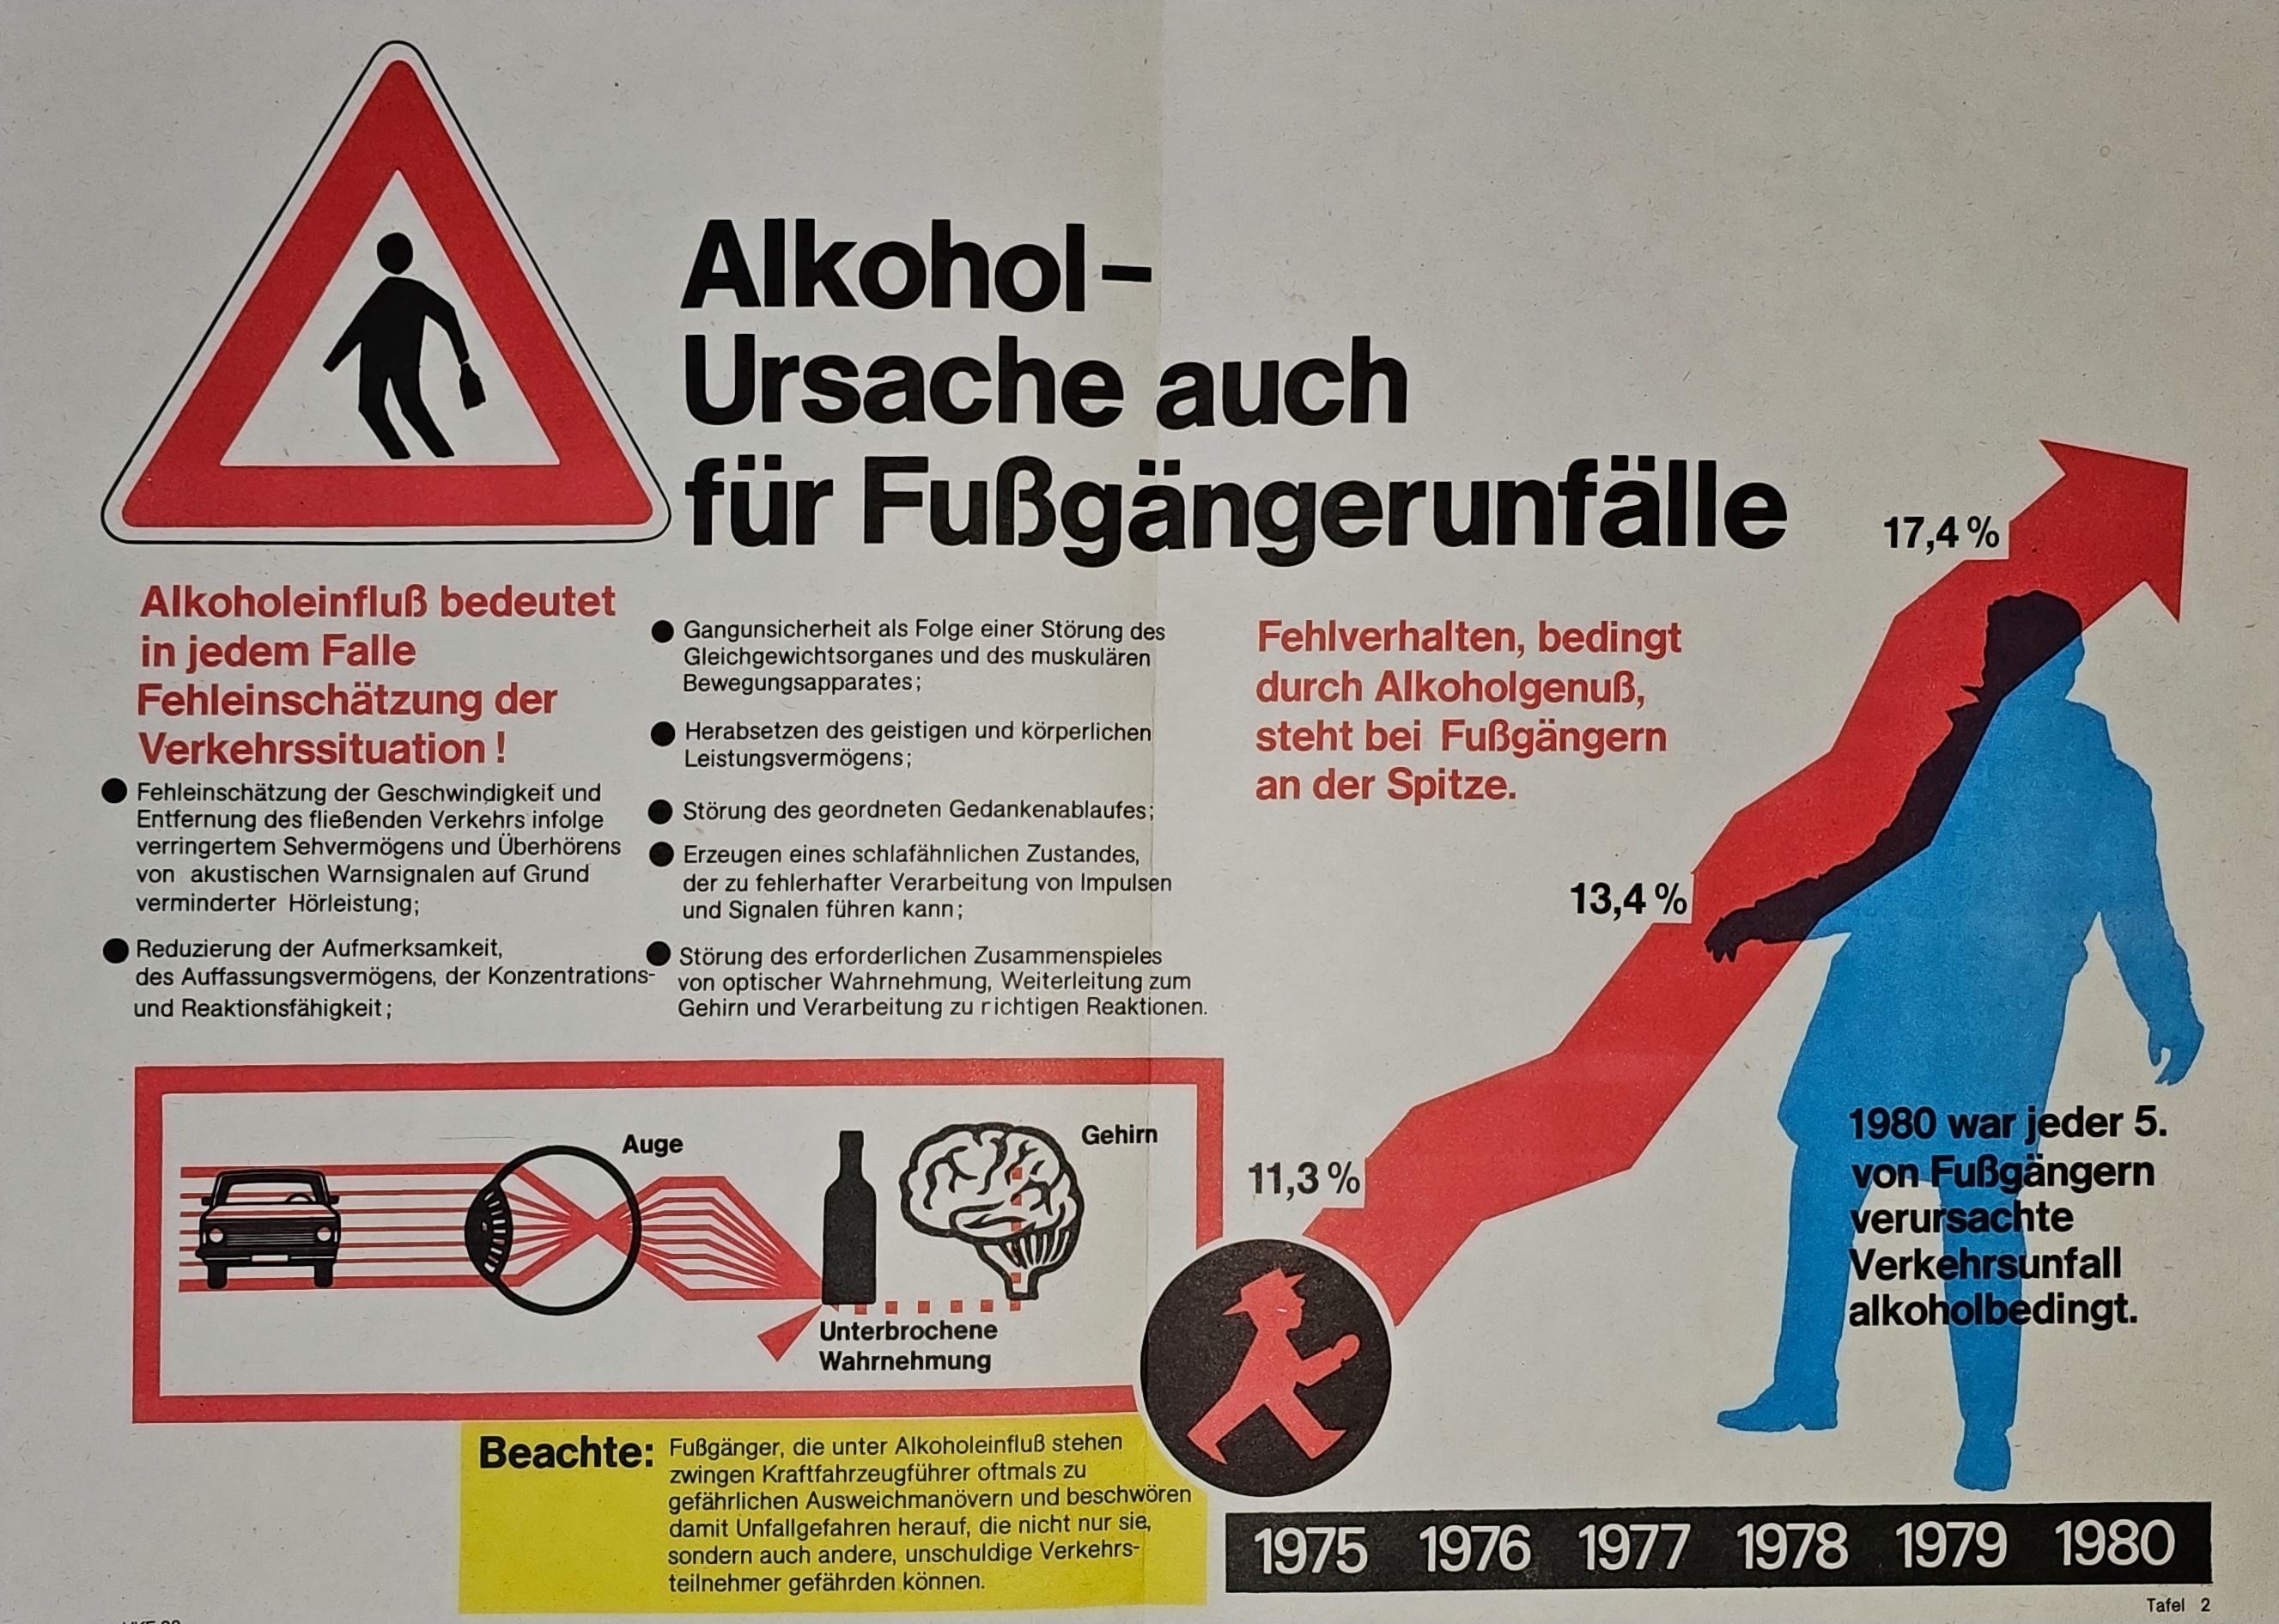 Alkohol–
Ursache auch
für Fußgängerunfälle
Alkoholeinfluß bedeutet
in jedem Falle
Fehleinschätzung der
Verkehrssituation !
● Fehleinschätzung der Geschwindigkeit und
Entfernung des fließenden Verkehrs infolge
verringertem Sehvermögens und Überhörens
von akustischen Warnsignalen auf Grund
verminderter Hörleistung;
● Reduzierung der Aufmerksamkeit,
des Auffassungsvermögens, der Konzentrations-
und Reaktionsfähigkeit;
● Gangunsicherheit als Folge einer Störung des
Gleichgewichtsorganes und des muskulären
Bewegungsapparates;
● Herabsetzen des geistigen und körperlichen
Leistungsvermögens;
● Störung des geordneten Gedankenablaufes;
● Erzeugen eines schlafähnlichen Zustandes,
der zu fehlerhafter Verarbeitung von Impulsen
und Signalen führen kann;
● Störung des erforderlichen Zusammenspieles
von optischer Wahrnehmung, Weiterleitung zum
Gehirn und Verarbeitung zu richtigen Reaktionen.
Fehlverhalten, bedingt
durch Alkoholgenuß,
steht bei Fußgängern
an der Spitze.
17,4 %
13,4 %
11,3 %
Auge
Gehirn
Unterbrochene
Wahrnehmung
1980 war jeder 5.
von Fußgängern
verursachte
Verkehrsunfall
alkoholbedingt.
Beachte:
Fußgänger, die unter Alkoholeinfluß stehen
zwingen Kraftfahrzeugführer oftmals zu
gefährlichen Ausweichmanövern und beschwören
damit Unfallgefahren herauf, die nicht nur sie,
sondern auch andere, unschuldige Verkehrs-
teilnehmer gefährden können.
1975 1976 1977 1978 1979 1980
Tafel 2